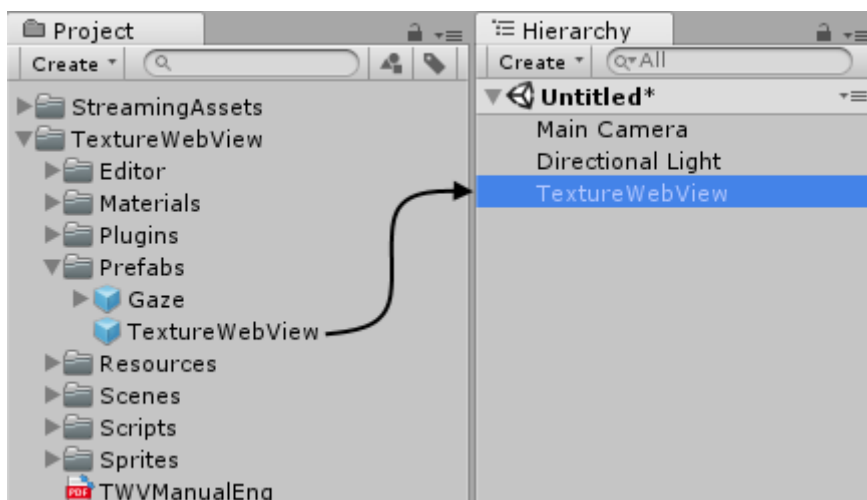 Project
Create
StreamingAssets
TextureWebView
Editor
Materials
Plugins
Prefabs
Gaze
TextureWebView
Resources
Scenes
Scripts
Sprites
PDF
TWVManualEng
Hierarchy
Create
All
Untitled*
Main Camera
Directional Light
TextureWebView